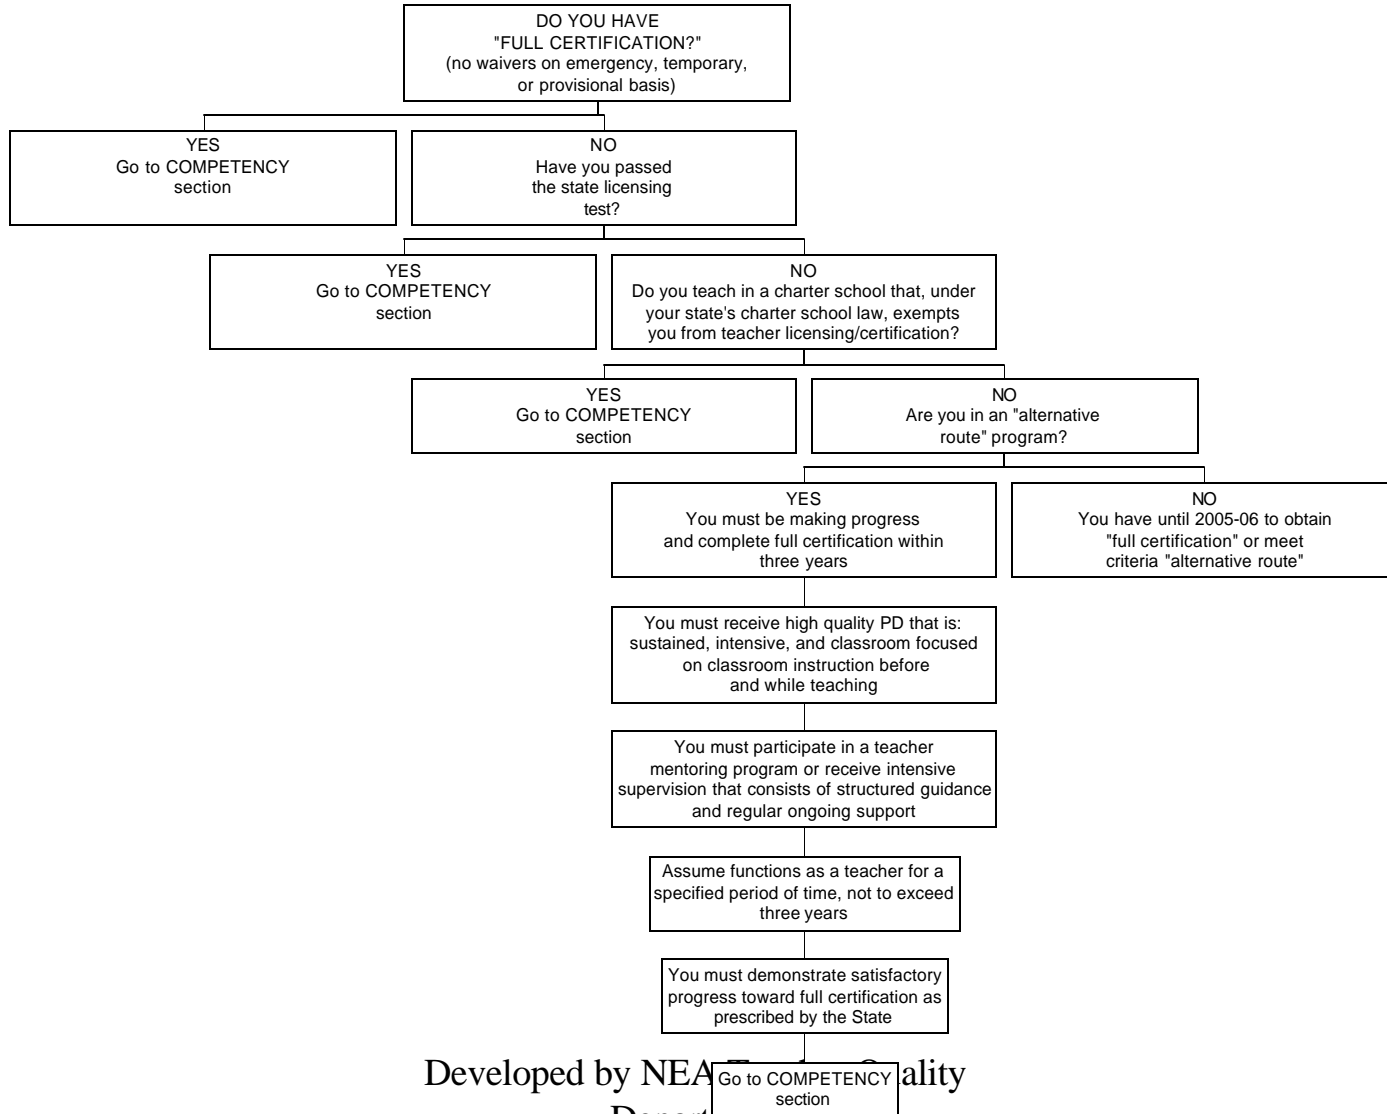 DO YOU HAVE
"FULL CERTIFICATION?"
(no waivers on emergency, temporary,
or provisional basis)
YES
Go to COMPETENCY
section
NO
Have you passed
the state licensing
test?
YES
Go to COMPETENCY
section
NO
Do you teach in a charter school that, under
your state's charter school law, exempts
you from teacher licensing/certification?
YES
Go to COMPETENCY
section
NO
Are you in an "alternative
route" program?
YES
You must be making progress
and complete full certification within
three years
NO
You have until 2005-06 to obtain
"full certification" or meet
criteria "alternative route"
You must receive high quality PD that is:
sustained, intensive, and classroom focused
on classroom instruction before
and while teaching
You must participate in a teacher
mentoring program or receive intensive
supervision that consists of structured guidance
and regular ongoing support
Assume functions as a teacher for a
specified period of time, not to exceed
three years
You must demonstrate satisfactory
progress toward full certification as
prescribed by the State
Go to COMPETENCY
section
Developed by NEA